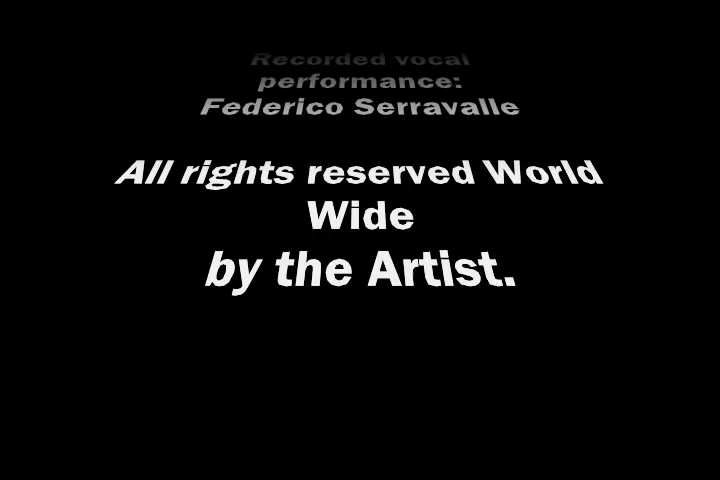 Recorded vocal
performance:
Federico Serravalle
All rights reserved World
Wide
by the Artist.